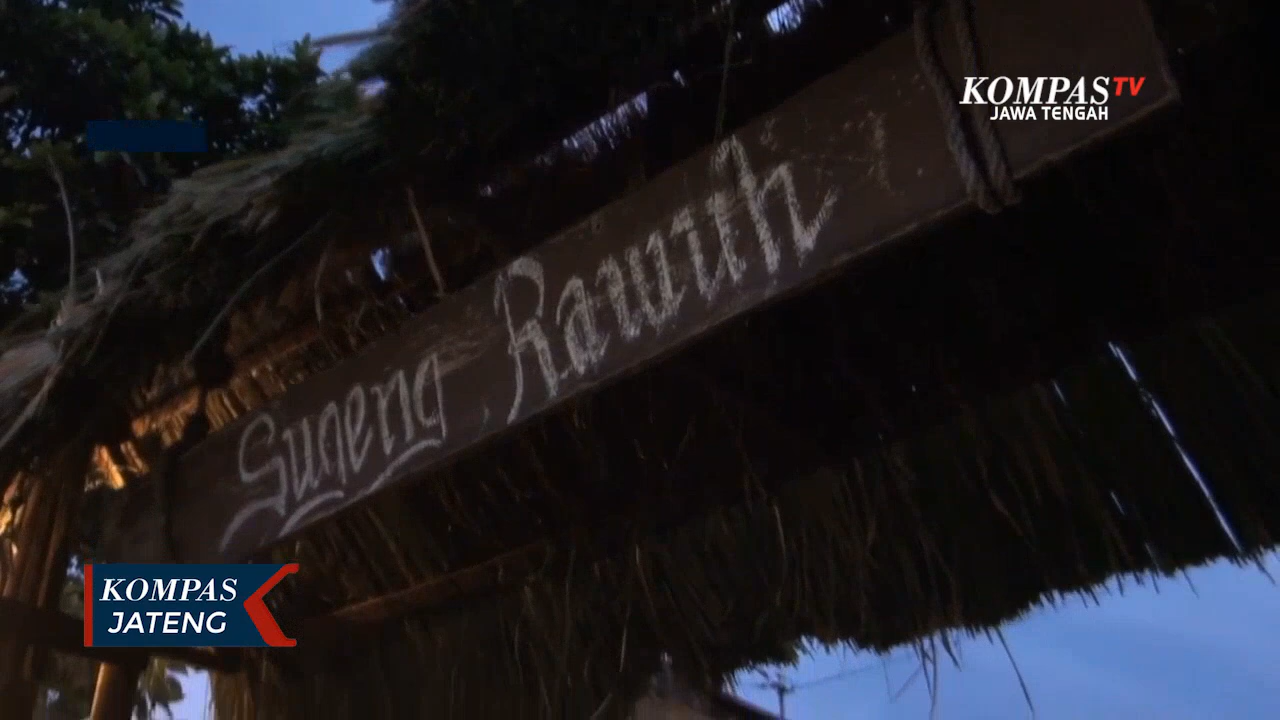 KOMPAS TV
JAWA TENGAH
Sugeng Rawuh
KOMPAS
JATENG